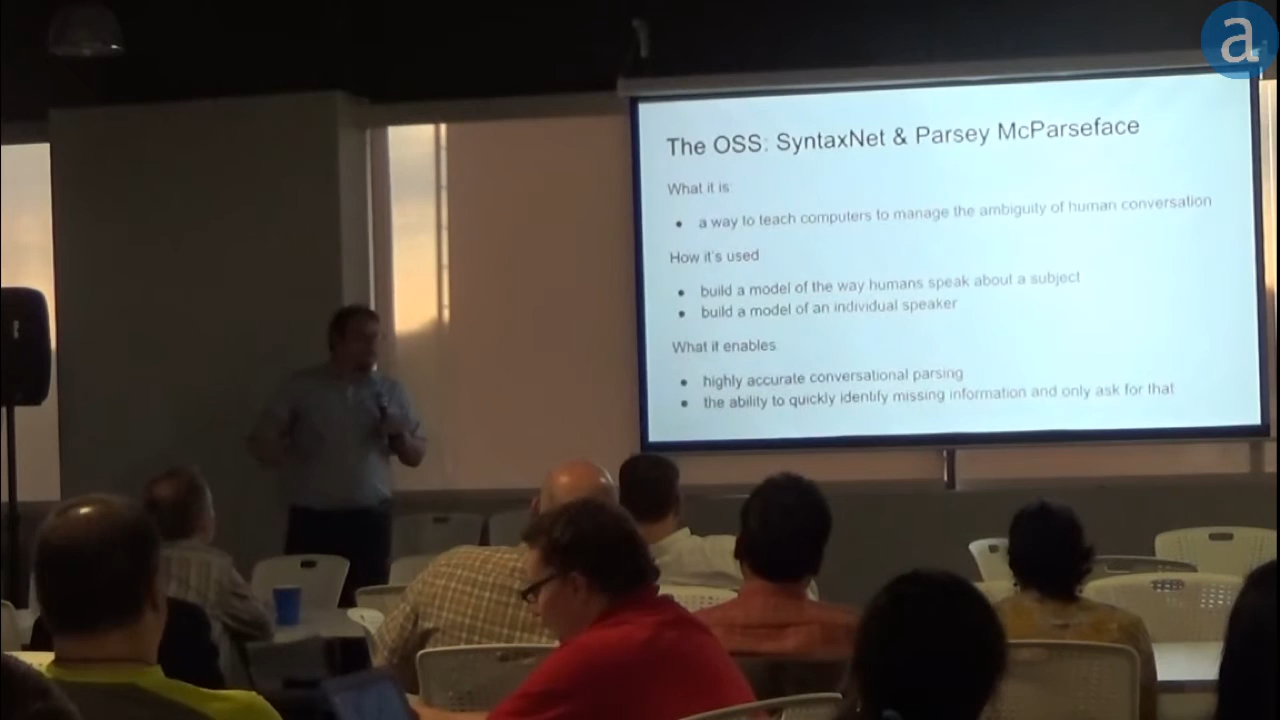 The OSS: SyntaxNet & Parsey McParseface
What it is:
• a way to teach computers to manage the ambiguity of human conversation
How it's used
• build a model of the way humans speak about a subject
• build a model of an individual speaker
What it enables:
• highly accurate conversational parsing
• the ability to quickly identify missing information and only ask for that
a